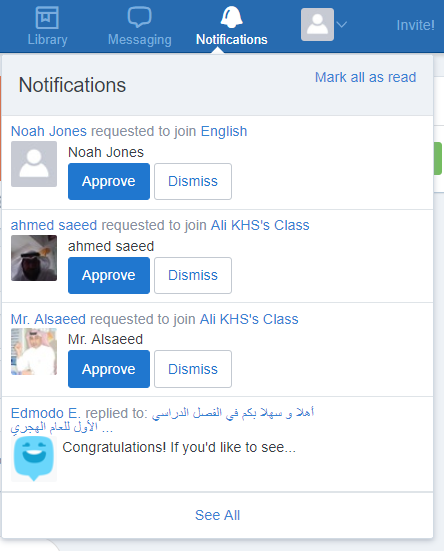 Library
Messaging
Notifications
Invite!
Notifications
Mark all as read
Noah Jones requested to join English
Noah Jones
Approve
Dismiss
ahmed saeed requested to join Ali KHS's Class
ahmed saeed
Approve
Dismiss
Mr. Alsaeed requested to join Ali KHS's Class
Mr. Alsaeed
Approve
Dismiss
Edmodo E. replied to: أهلا و سهلا بكم في الفصل الدراسي
الأول للعام الهجري ...
Congratulations! If you'd like to see...
See All